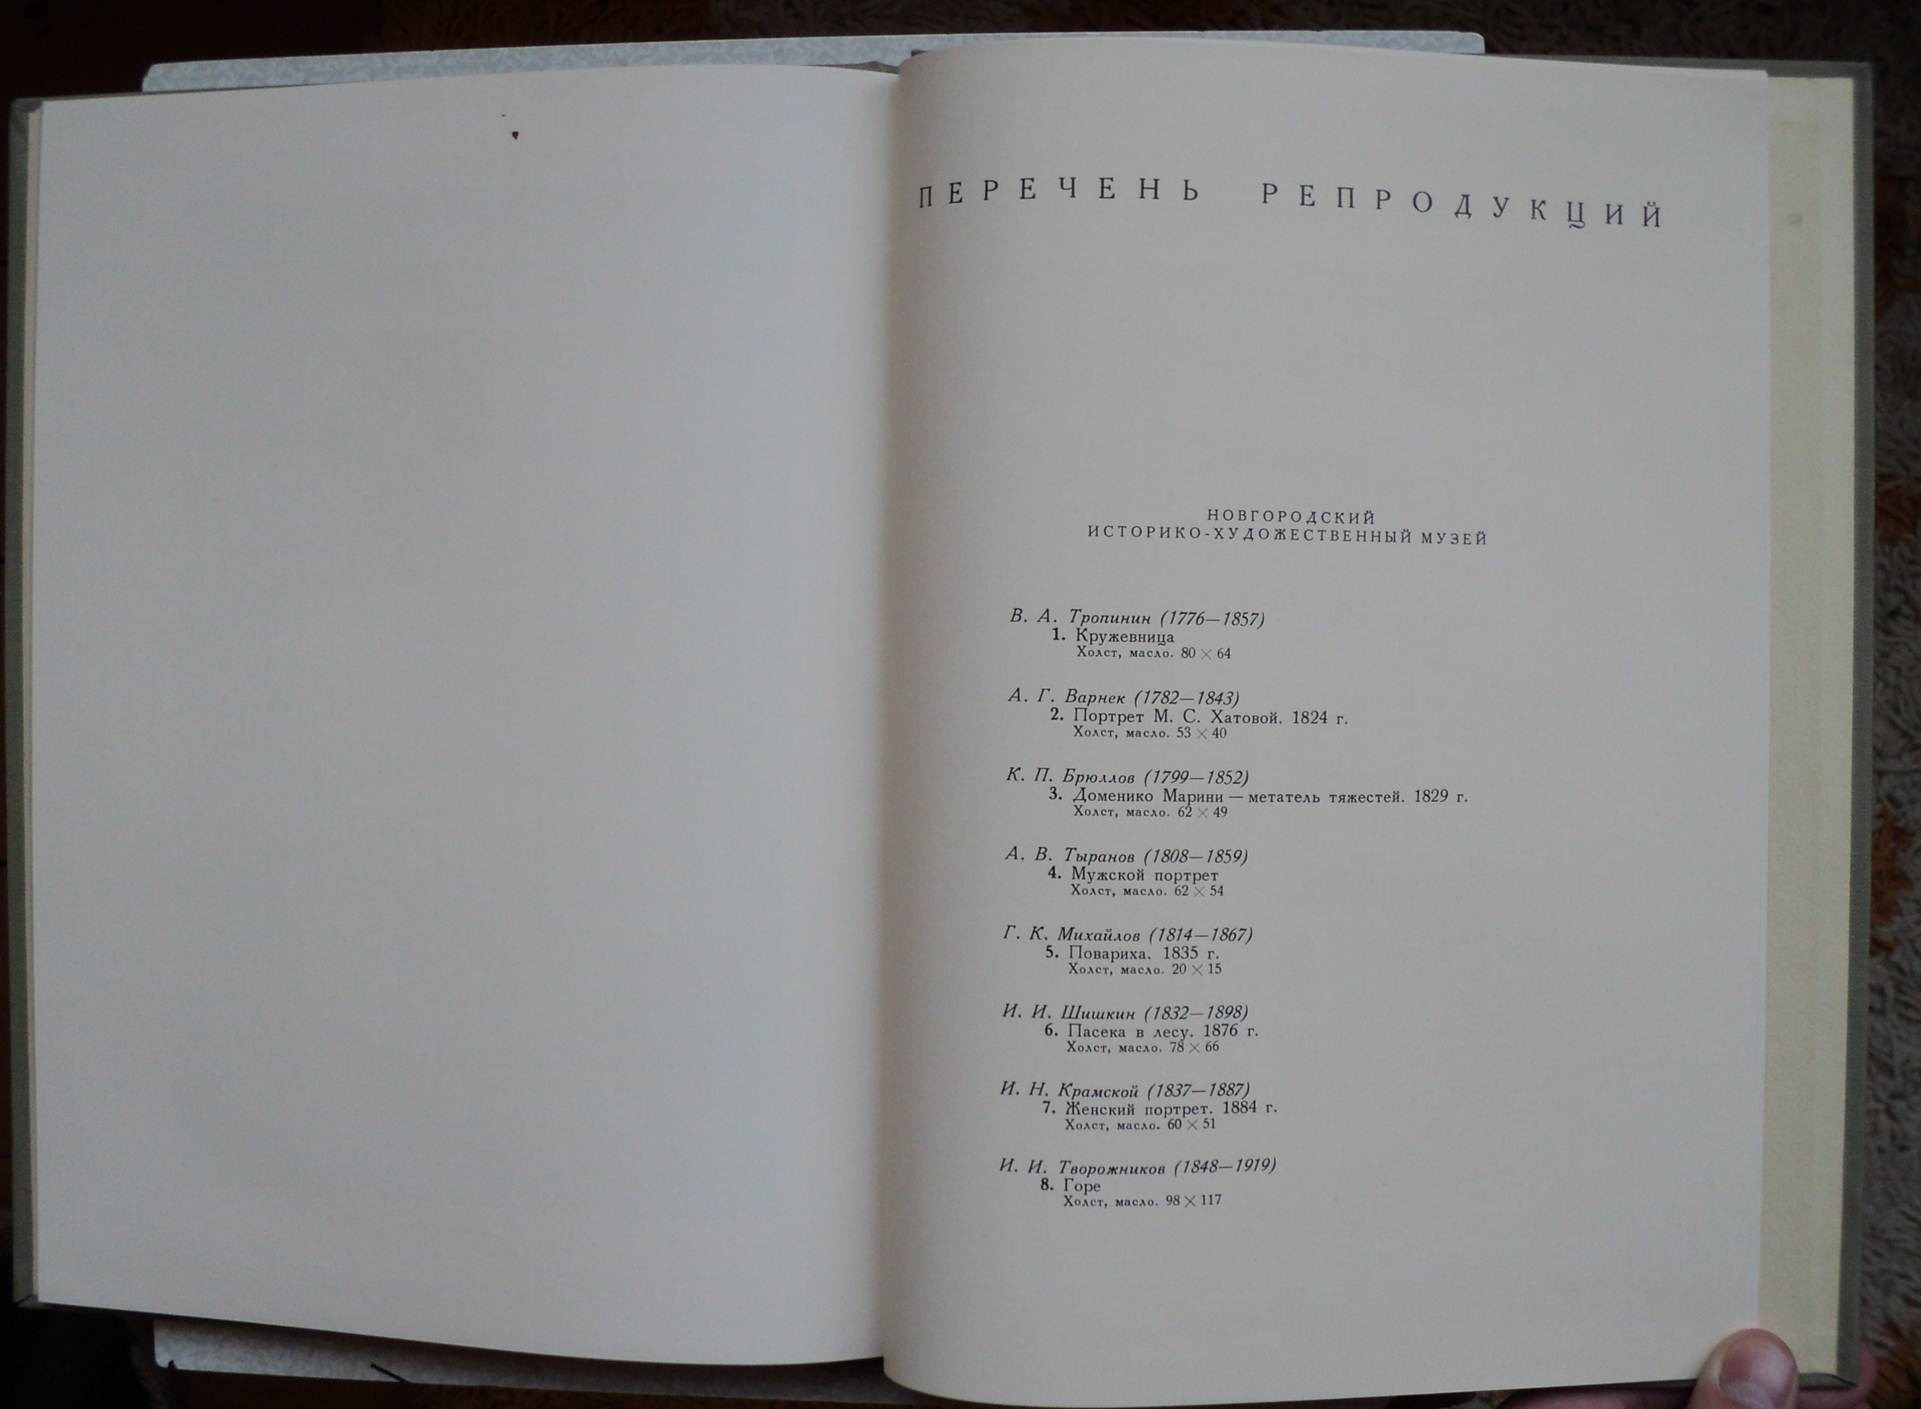 ПЕРЕЧЕНЬ РЕПРОДУКЦИЙ
НОВГОРОДСКИЙ
ИСТОРИКО-ХУДОЖЕСТВЕННЫЙ МУЗЕЙ
В. А. Тропинин (1776—1857)
1. Кружевница
Холст, масло. 80 × 64
А. Г. Варнек (1782—1843)
2. Портрет М. С. Хатовой. 1824 г.
Холст, масло. 53 × 40
К. П. Брюллов (1799—1852)
3. Доменико Марини — метатель тяжестей. 1829 г.
Холст, масло. 62 × 49
А. В. Тыранов (1808—1859)
4. Мужской портрет
Холст, масло. 62 × 54
Г. К. Михайлов (1814—1867)
5. Повариха. 1835 г.
Холст, масло. 20 × 15
И. И. Шишкин (1832—1898)
6. Пасека в лесу. 1876 г.
Холст, масло. 78 × 66
И. Н. Крамской (1837—1887)
7. Женский портрет. 1884 г.
Холст, масло. 60 × 51
И. И. Творожников (1848—1919)
8. Горе
Холст, масло. 98 × 117